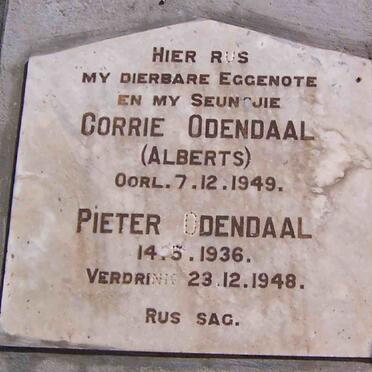 HIER RUS
MY DIERBARE EGGENOTE
EN MY SEUNTJIE
CORRIE ODENDAAL
(ALBERTS)
OORL. 7.12.1949.
PIETER ODENDAAL
14.5.1936.
VERDRINK 23.12.1948.
RUS SAG.